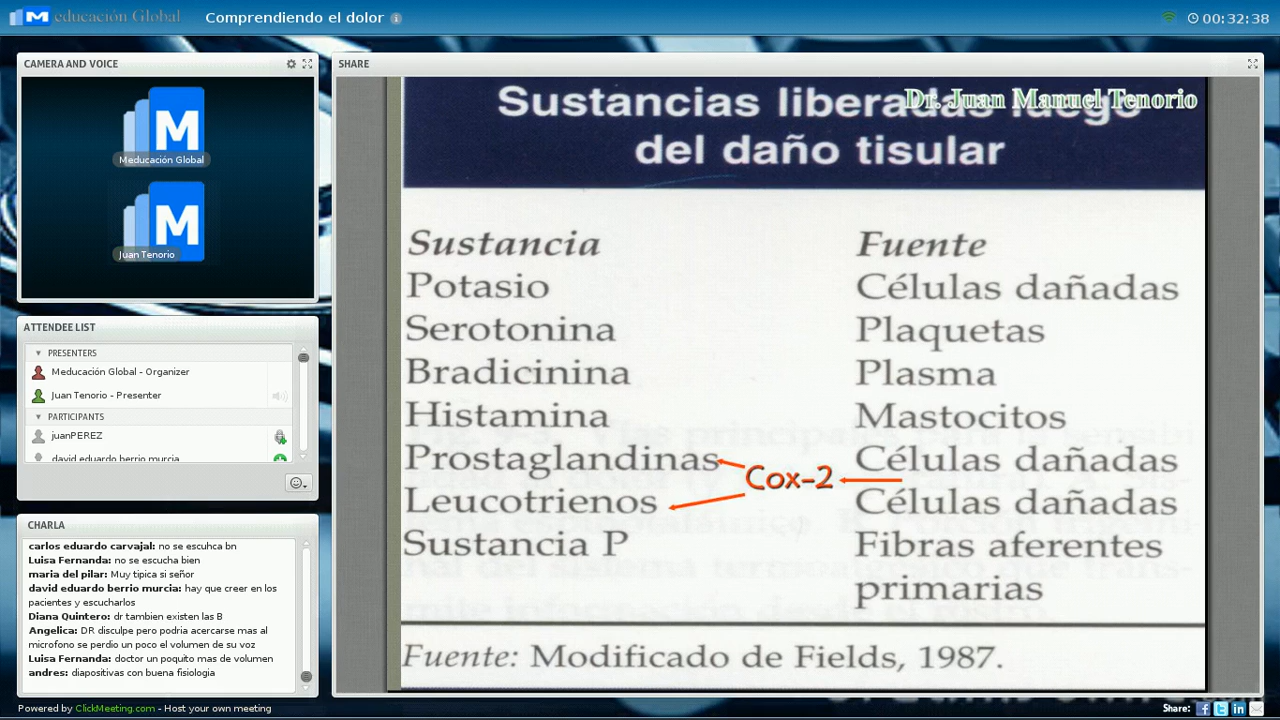 M educación Global
Comprendiendo el dolor
00:32:38
CAMERA AND VOICE
M
Meducación Global
M
Juan Tenorio
ATTENDEE LIST
PRESENTERS
Meducación Global - Organizer
Juan Tenorio - Presenter
PARTICIPANTS
juanPEREZ
david eduardo berrio murcia
CHARLA
carlos eduardo carvajal: no se escuhca bn
Luisa Fernanda: no se escucha bien
maria del pilar: Muy tipica si señor
david eduardo berrio murcia: hay que creer en los
pacientes y escucharlos
Diana Quintero: dr tambien existen las B
Angelica: DR disculpe pero podria acercarse mas al
microfono se perdio un poco el volumen de su voz
Luisa Fernanda: doctor un poquito mas de volumen
andres: diapositivas con buena fisiologia
SHARE
Dr. Juan Manuel Tenorio
Sustancias liberadas luego
del daño tisular
Sustancia Fuente
Potasio Células dañadas
Serotonina Plaquetas
Bradicinina Plasma
Histamina Mastocitos
Prostaglandinas Células dañadas
Cox-2
Leucotrienos Células dañadas
Sustancia P Fibras aferentes
primarias
Fuente: Modificado de Fields, 1987.
Powered by ClickMeeting.com - Host your own meeting
Share: